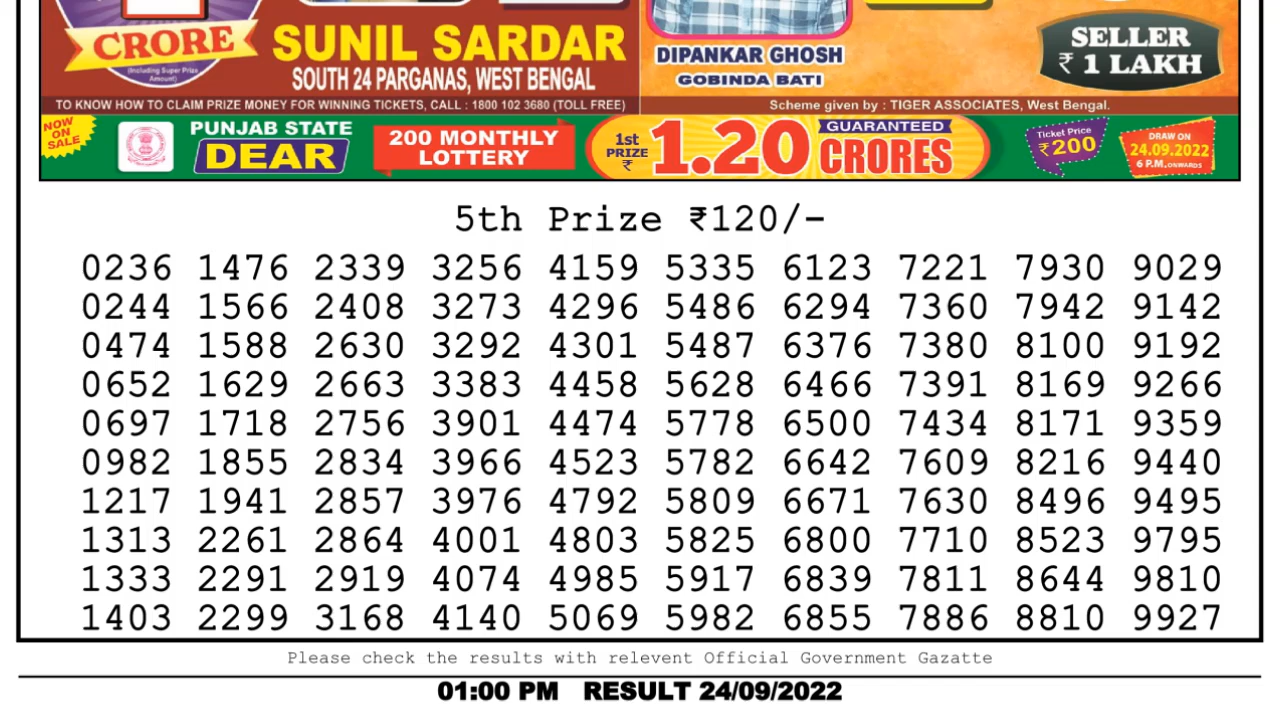 CRORE
(Including Super Prize
Amount)
SUNIL SARDAR
SOUTH 24 PARGANAS, WEST BENGAL
DIPANKAR GHOSH
GOBINDA BATI
SELLER
₹ 1 LAKH
TO KNOW HOW TO CLAIM PRIZE MONEY FOR WINNING TICKETS, CALL : 1800 102 3680 (TOLL FREE)
Scheme given by : TIGER ASSOCIATES, West Bengal.
NOW
ON
SALE
PUNJAB STATE
DEAR
200 MONTHLY
LOTTERY
1st
PRIZE
₹
1.20
GUARANTEED
CRORES
Ticket Price
₹200
DRAW ON
24.09.2022
6 P.M. ONWARDS
5th Prize ₹120/-
0236 1476 2339 3256 4159 5335 6123 7221 7930 9029
0244 1566 2408 3273 4296 5486 6294 7360 7942 9142
0474 1588 2630 3292 4301 5487 6376 7380 8100 9192
0652 1629 2663 3383 4458 5628 6466 7391 8169 9266
0697 1718 2756 3901 4474 5778 6500 7434 8171 9359
0982 1855 2834 3966 4523 5782 6642 7609 8216 9440
1217 1941 2857 3976 4792 5809 6671 7630 8496 9495
1313 2261 2864 4001 4803 5825 6800 7710 8523 9795
1333 2291 2919 4074 4985 5917 6839 7811 8644 9810
1403 2299 3168 4140 5069 5982 6855 7886 8810 9927
Please check the results with relevent Official Government Gazatte
01:00 PM RESULT 24/09/2022